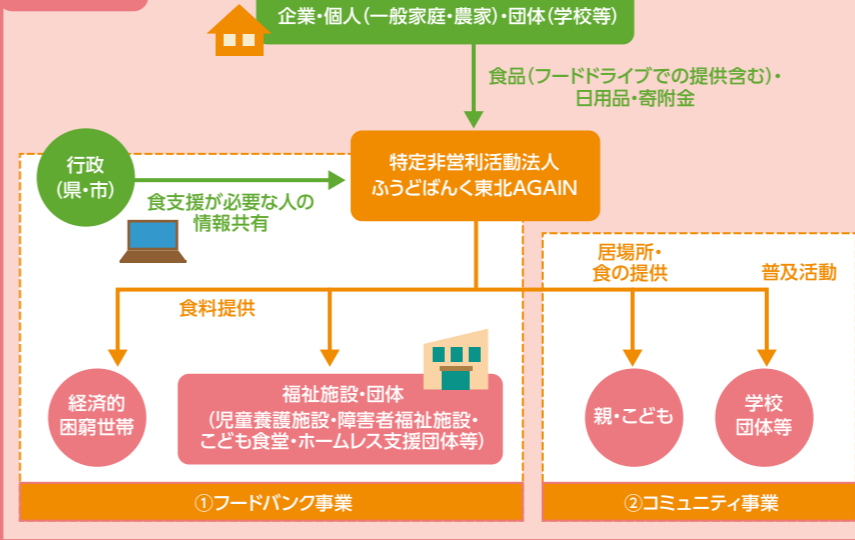 企業・個人(一般家庭・農家)・団体(学校等)
食品(フードドライブでの提供含む)・
日用品・寄附金
行政
(県・市)
特定非営利活動法人
ふうどばんく東北AGAIN
食支援が必要な人の
情報共有
居場所・
食の提供
普及活動
食料提供
経済的
困窮世帯
福祉施設・団体
(児童養護施設・障害者福祉施設・
こども食堂・ホームレス支援団体等)
親・こども
学校
団体等
①フードバンク事業
②コミュニティ事業